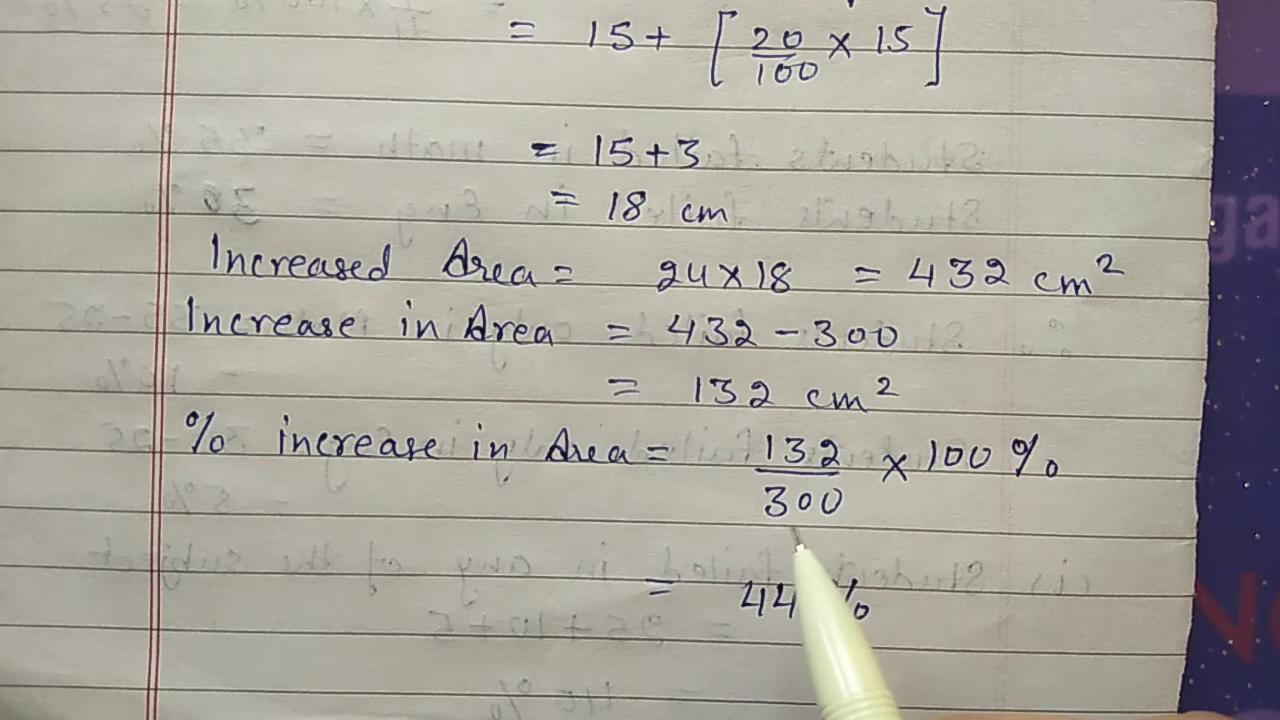 = 15 + [ 20/100 × 15 ]
= 15 + 3
= 18 cm
Increased Area = 24 × 18 = 432 cm²
Increase in Area = 432 - 300
= 132 cm²
% increase in Area = 132/300 × 100 %
= 44 %